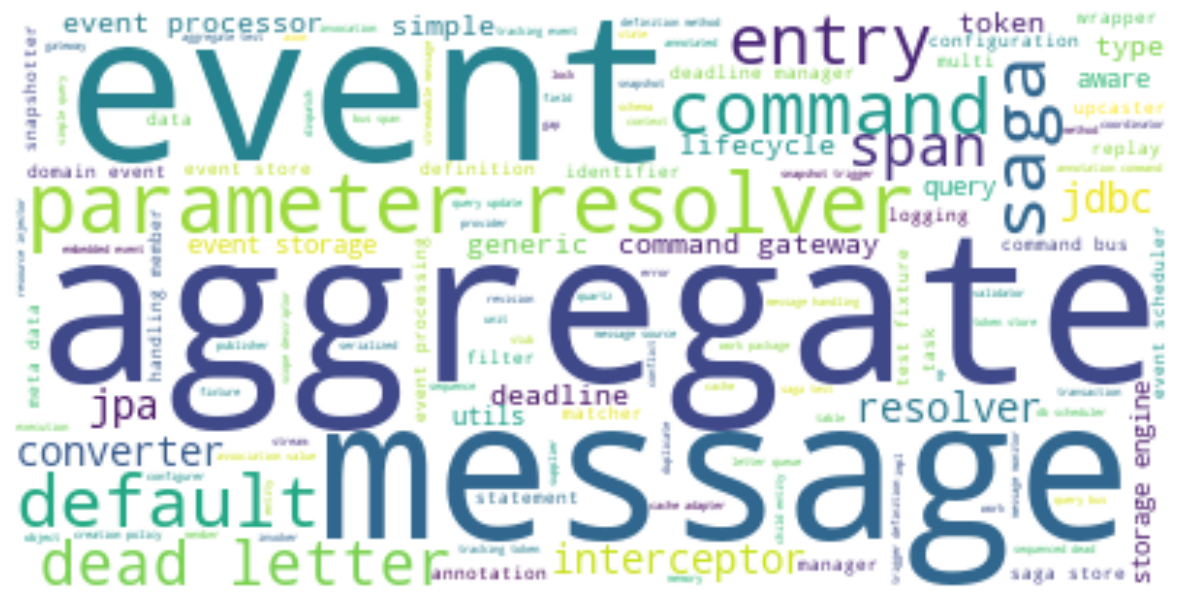 event processor
simple
tracking event
definition method
entry
token
wrapper
gateway
aggregate test
state
annotated
configuration
type
snapshotter
event
multi
deadline manager
aware
simple query
lock
snapshot
command
saga
upcaster
data
dispatch
bus span
field
schema
context
gap
method
coordinator
lifecycle
span
replay
domain event
event store
definition
identifier
snapshot trigger
annotation command
parameter resolver
query
jdbc
query update
provider
logging
resource injector
handling member
embedded event
event storage
generic
command gateway
command bus
event scheduler
aggregate
error
meta data
event processing
revision
quartz
message handling
validator
unit
test fixture
task
token store
publisher
serialized
stub
message source
conflict
work package
scope descriptor
filter
fixture
sequence
cache
saga test
transaction
jpa
deadline
utils
matcher
table
resolver
db scheduler
execution
storage engine
converter
stream
association value
message
duplicate
letter queue
configurer
supplier
message monitor
default
entity
statement
child entity
query bus
cache adapter
work
trigger definition impl
object
creation policy
member
invoker
dead letter
tracking token
annotation
interceptor
manager
memory
sequenced dead
saga store